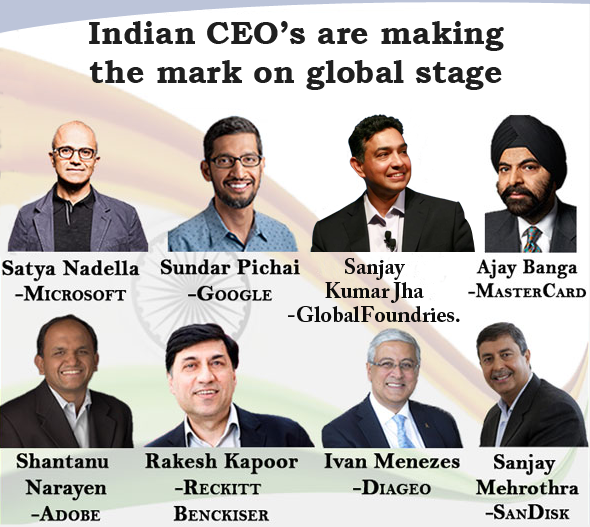 Indian CEO's are making
the mark on global stage
Satya Nadella
-Microsoft
Sundar Pichai
-Google
Sanjay
Kumar Jha
-GlobalFoundries.
Ajay Banga
-MasterCard
Shantanu
Narayen
-Adobe
Rakesh Kapoor
-Reckitt
Benckiser
Ivan Menezes
-Diageo
Sanjay
Mehrothra
-SanDisk